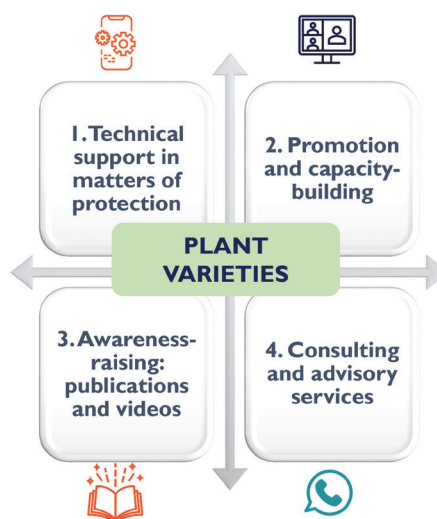 1. Technical
support in
matters of
protection
2. Promotion
and capacity-
building
PLANT
VARIETIES
3. Awareness-
raising:
publications
and videos
4. Consulting
and advisory
services